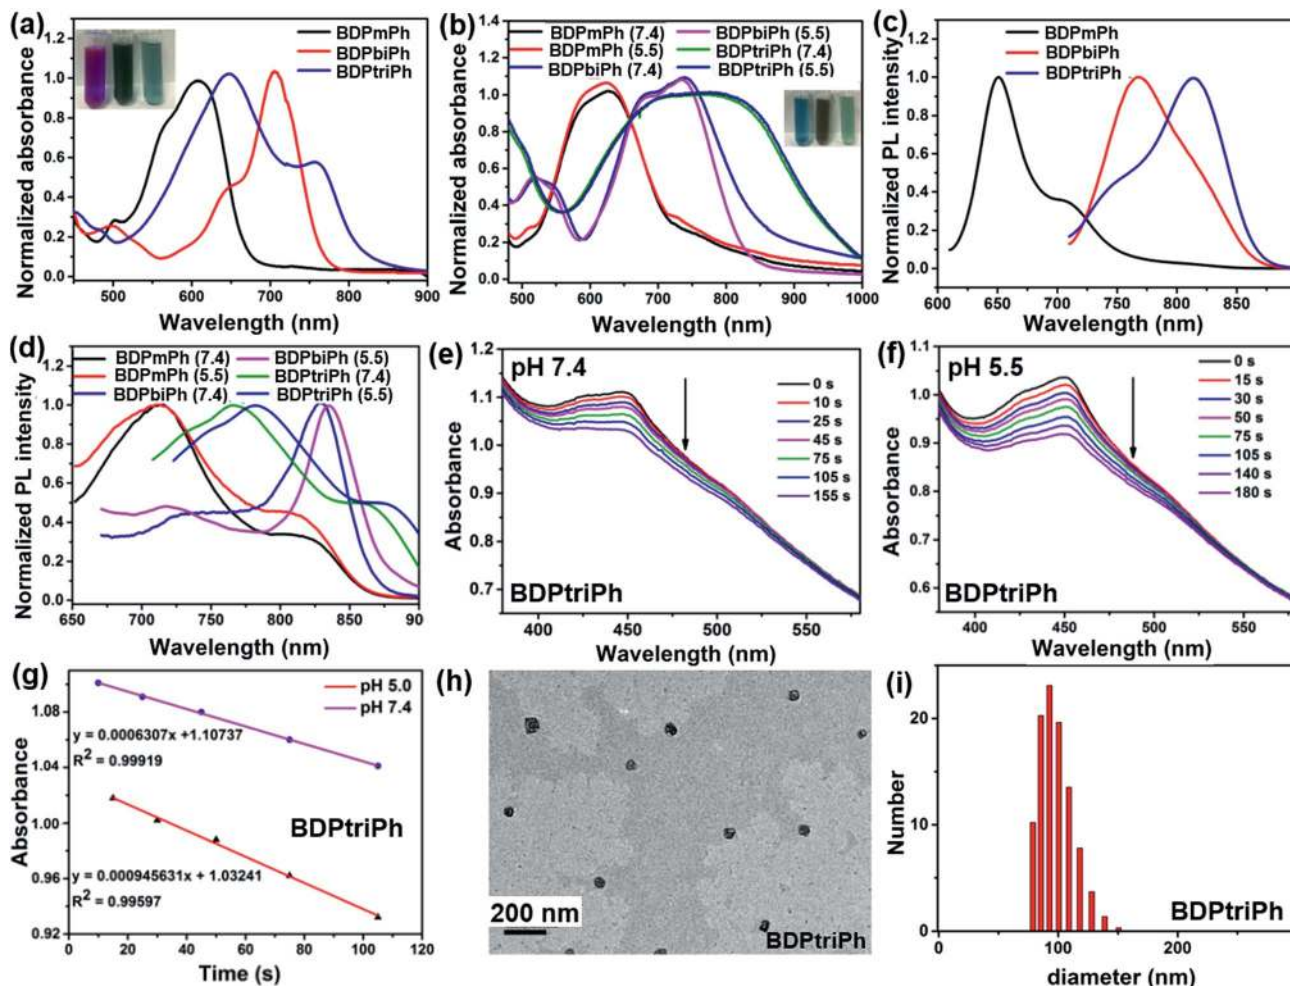 (a)
BDPmPh
BDPbiPh
BDPtriPh
Normalized absorbance
1.4
1.2
1.0
0.8
0.6
0.4
0.2
0.0
500 600 700 800 900
Wavelength (nm)
(b)
BDPmPh (7.4) BDPbiPh (5.5)
BDPmPh (5.5) BDPtriPh (7.4)
BDPbiPh (7.4) BDPtriPh (5.5)
Normalized absorbance
1.4
1.2
1.0
0.8
0.6
0.4
0.2
0.0
500 600 700 800 900 1000
Wavelength (nm)
(c)
BDPmPh
BDPbiPh
BDPtriPh
Normalized PL intensity
1.2
1.0
0.8
0.6
0.4
0.2
0.0
600 650 700 750 800 850
Wavelength (nm)
(d)
BDPmPh (7.4) BDPbiPh (5.5)
BDPmPh (5.5) BDPtriPh (7.4)
BDPbiPh (7.4) BDPtriPh (5.5)
Normalized PL intensity
1.2
1.0
0.8
0.6
0.4
0.2
0.0
650 700 750 800 850 900
Wavelength (nm)
(e)
pH 7.4
0 s
10 s
25 s
45 s
75 s
105 s
155 s
BDPtriPh
Absorbance
1.2
1.1
1.0
0.9
0.8
0.7
400 450 500 550
Wavelength (nm)
(f)
pH 5.5
0 s
15 s
30 s
50 s
75 s
105 s
140 s
180 s
BDPtriPh
Absorbance
1.1
1.0
0.9
0.8
0.7
0.6
400 450 500 550
Wavelength (nm)
(g)
pH 5.0
pH 7.4
y = 0.0006307x +1.10737
R2 = 0.99919
BDPtriPh
y = 0.000945631x + 1.03241
R2 = 0.99597
Absorbance
1.08
1.04
1.00
0.96
0.92
0 20 40 60 80 100 120
Time (s)
(h)
200 nm
BDPtriPh
(i)
Number
20
10
0
BDPtriPh
0 100 200
diameter (nm)